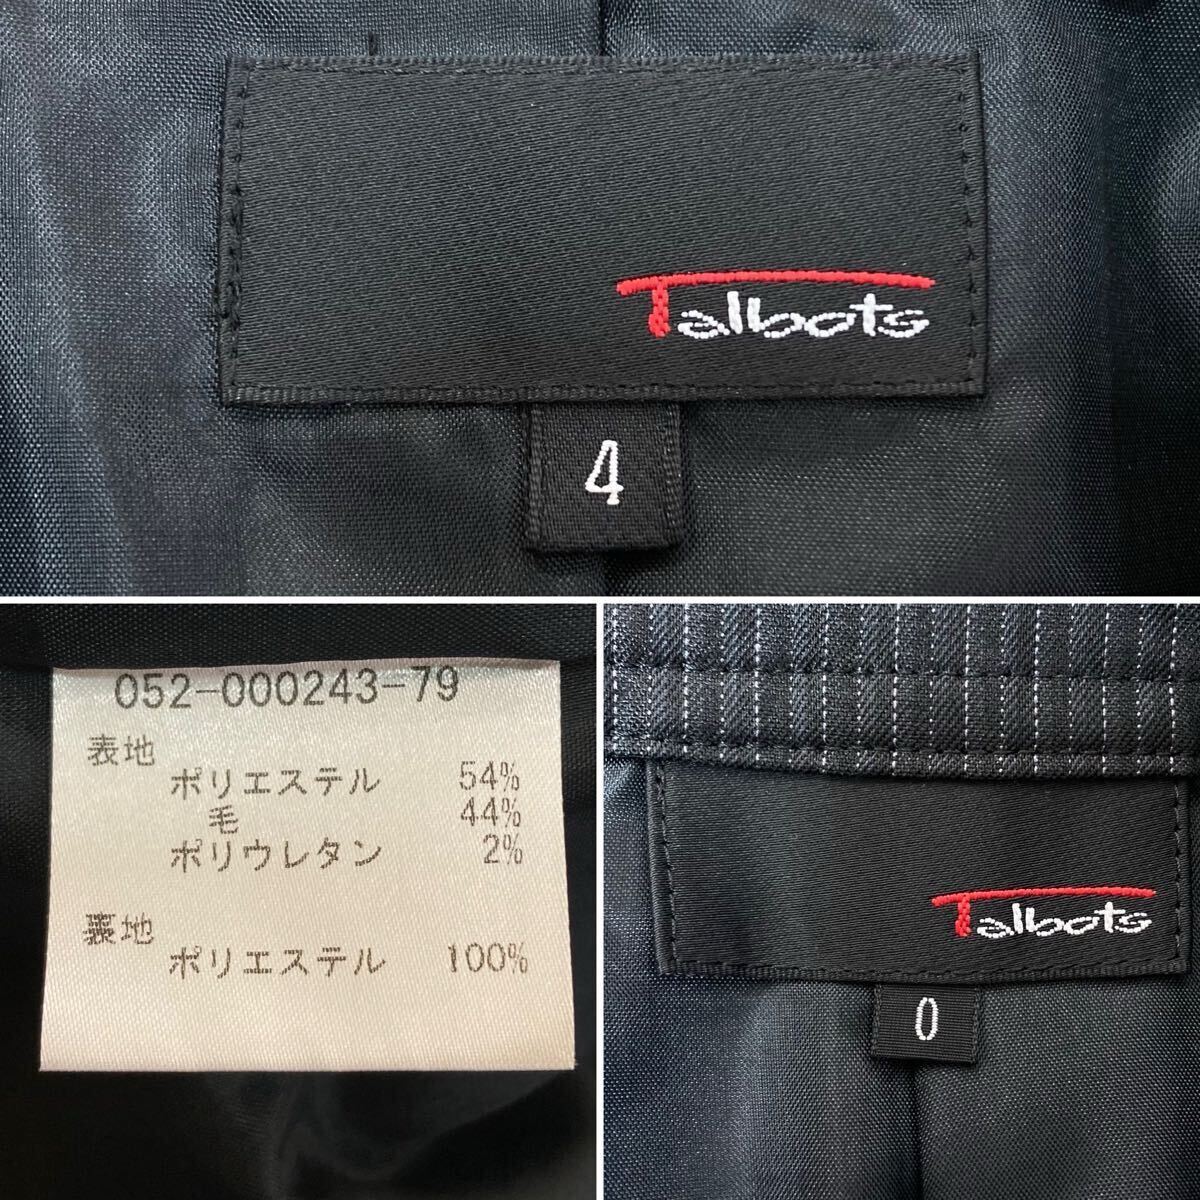 Talbots
4
052-000243-79
表地
ポリエステル 54%
毛 44%
ポリウレタン 2%
裏地
ポリエステル 100%
Talbots
0